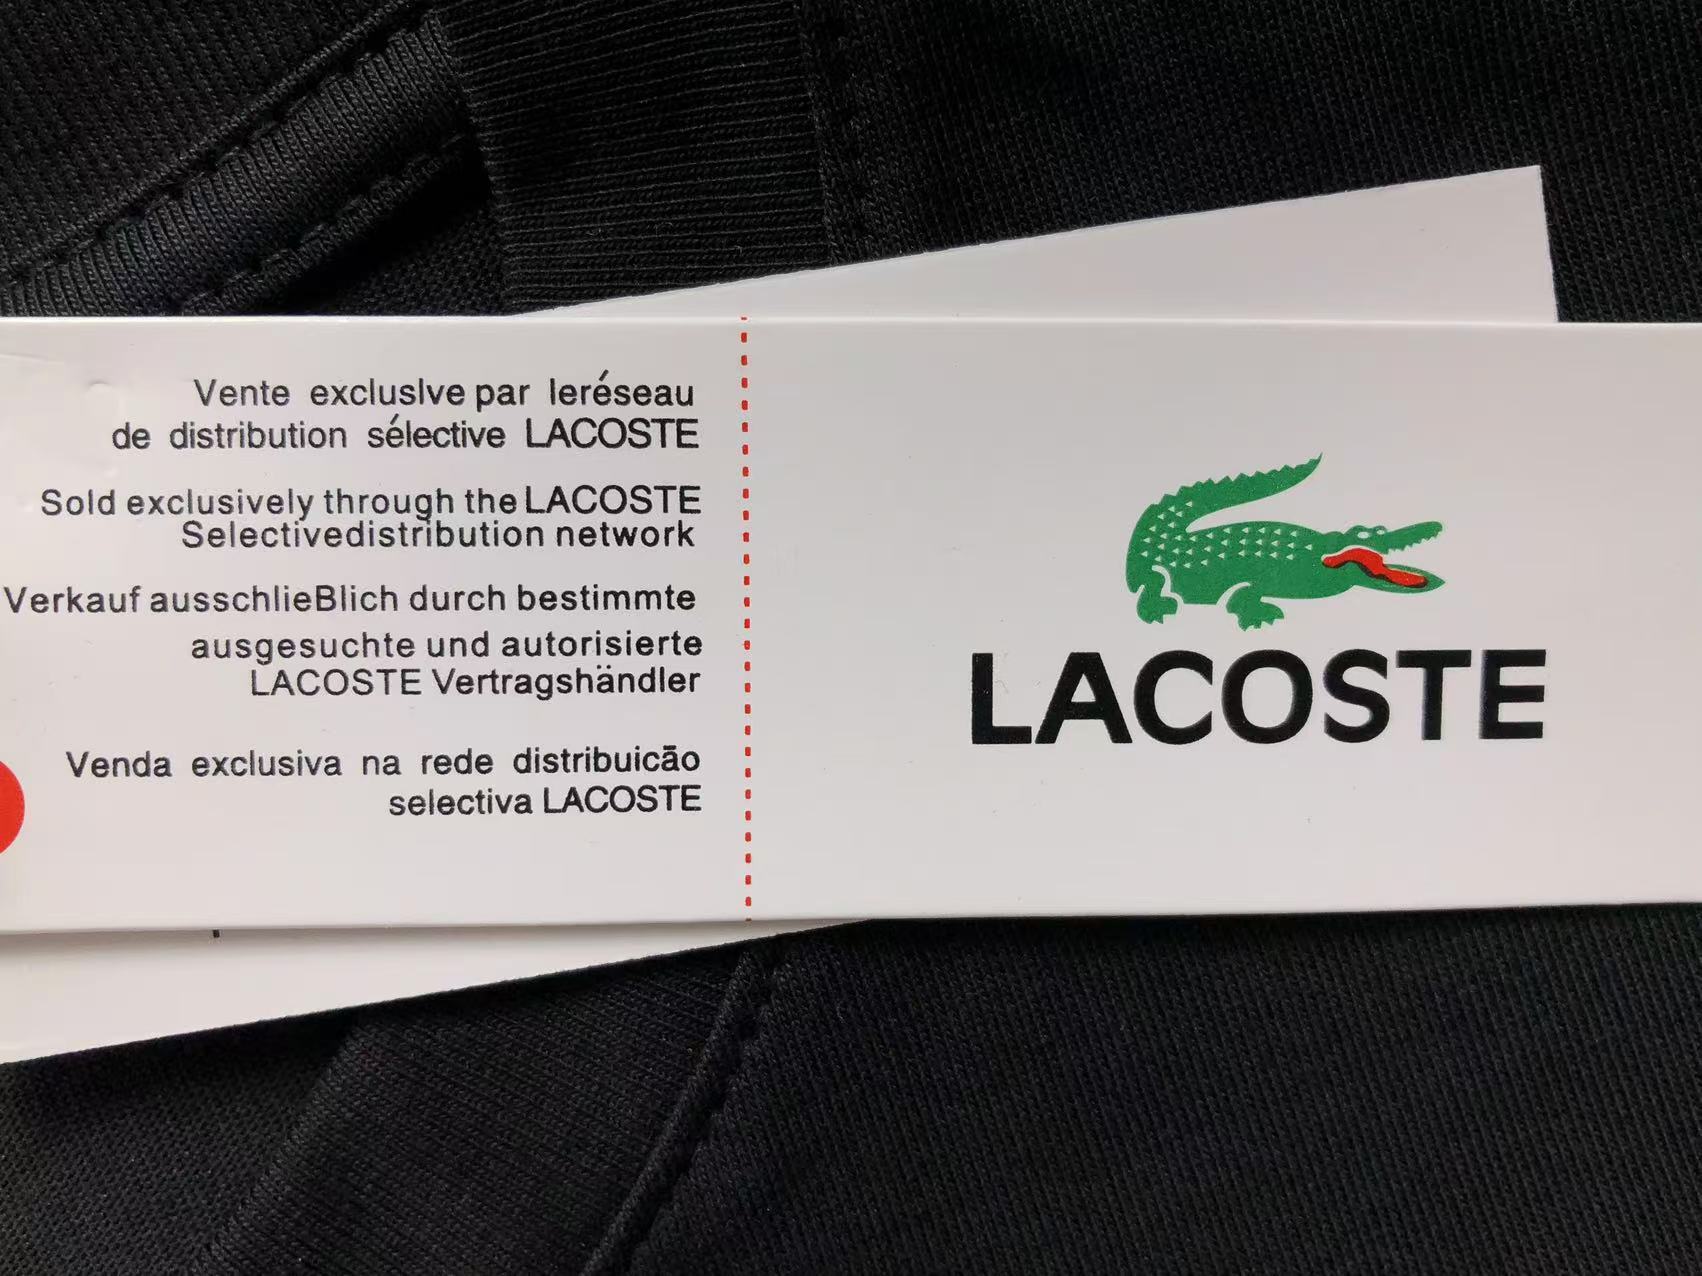 Vente exclusIve par leréseau
de distribution sélective LACOSTE
Sold exclusively through the LACOSTE
Selectivedistribution network
Verkauf ausschlieBlich durch bestimmte
ausgesuchte und autorisierte
LACOSTE Vertragshändler
Venda exclusiva na rede distribuicāo
selectiva LACOSTE
LACOSTE